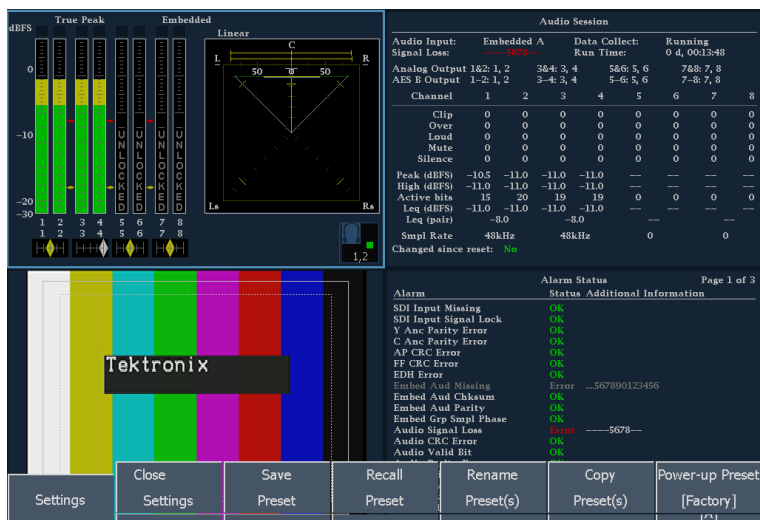 True Peak Embedded
dBFS
0
-10
-20
-30
UNLOCKED UNLOCKED UNLOCKED UNLOCKED
1 2 3 4 5 6 7 8
1 2 3 4 5 6 7 8
Linear
C
L R
50 0 50
Ls Rs
1,2
Audio Session
Audio Input: Embedded A Data Collect: Running
Signal Loss: ----5678-- Run Time: 0 d, 00:13:48
Analog Output 1&2: 1, 2 3&4: 3, 4 5&6: 5, 6 7&8: 7, 8
AES B Output 1-2: 1, 2 3-4: 3, 4 5-6: 5, 6 7-8: 7, 8
Channel 1 2 3 4 5 6 7 8
Clip 0 0 0 0 0 0 0 0
Over 0 0 0 0 0 0 0 0
Loud 0 0 0 0 0 0 0 0
Mute 0 0 0 0 0 0 0 0
Silence 0 0 0 0 0 0 0 0
Peak (dBFS) -10.5 -11.0 -11.0 -11.0 -- -- -- --
High (dBFS) -11.0 -11.0 -11.0 -11.0 -- -- -- --
Active bits 15 20 19 19 0 0 0 0
Leq (dBFS) -11.0 -11.0 -11.0 -11.0 -- -- -- --
Leq (pair) -8.0 -8.0 -- --
Smpl Rate 48kHz 48kHz 0 0
Changed since reset: No
Tektronix
Alarm Status Page 1 of 3
Alarm Status Additional Information
SDI Input Missing OK
SDI Input Signal Lock OK
Y Anc Parity Error OK
C Anc Parity Error OK
AP CRC Error OK
FF CRC Error OK
EDH Error OK
Embed Aud Missing Error ....567890123456
Embed Aud Chksum OK
Embed Aud Parity OK
Embed Grp Smpl Phase OK
Audio Signal Loss Error ----5678--
Audio CRC Error OK
Audio Valid Bit OK
Settings
Close Settings
Save Preset
Recall Preset
Rename Preset(s)
Copy Preset(s)
Power-up Preset [Factory]